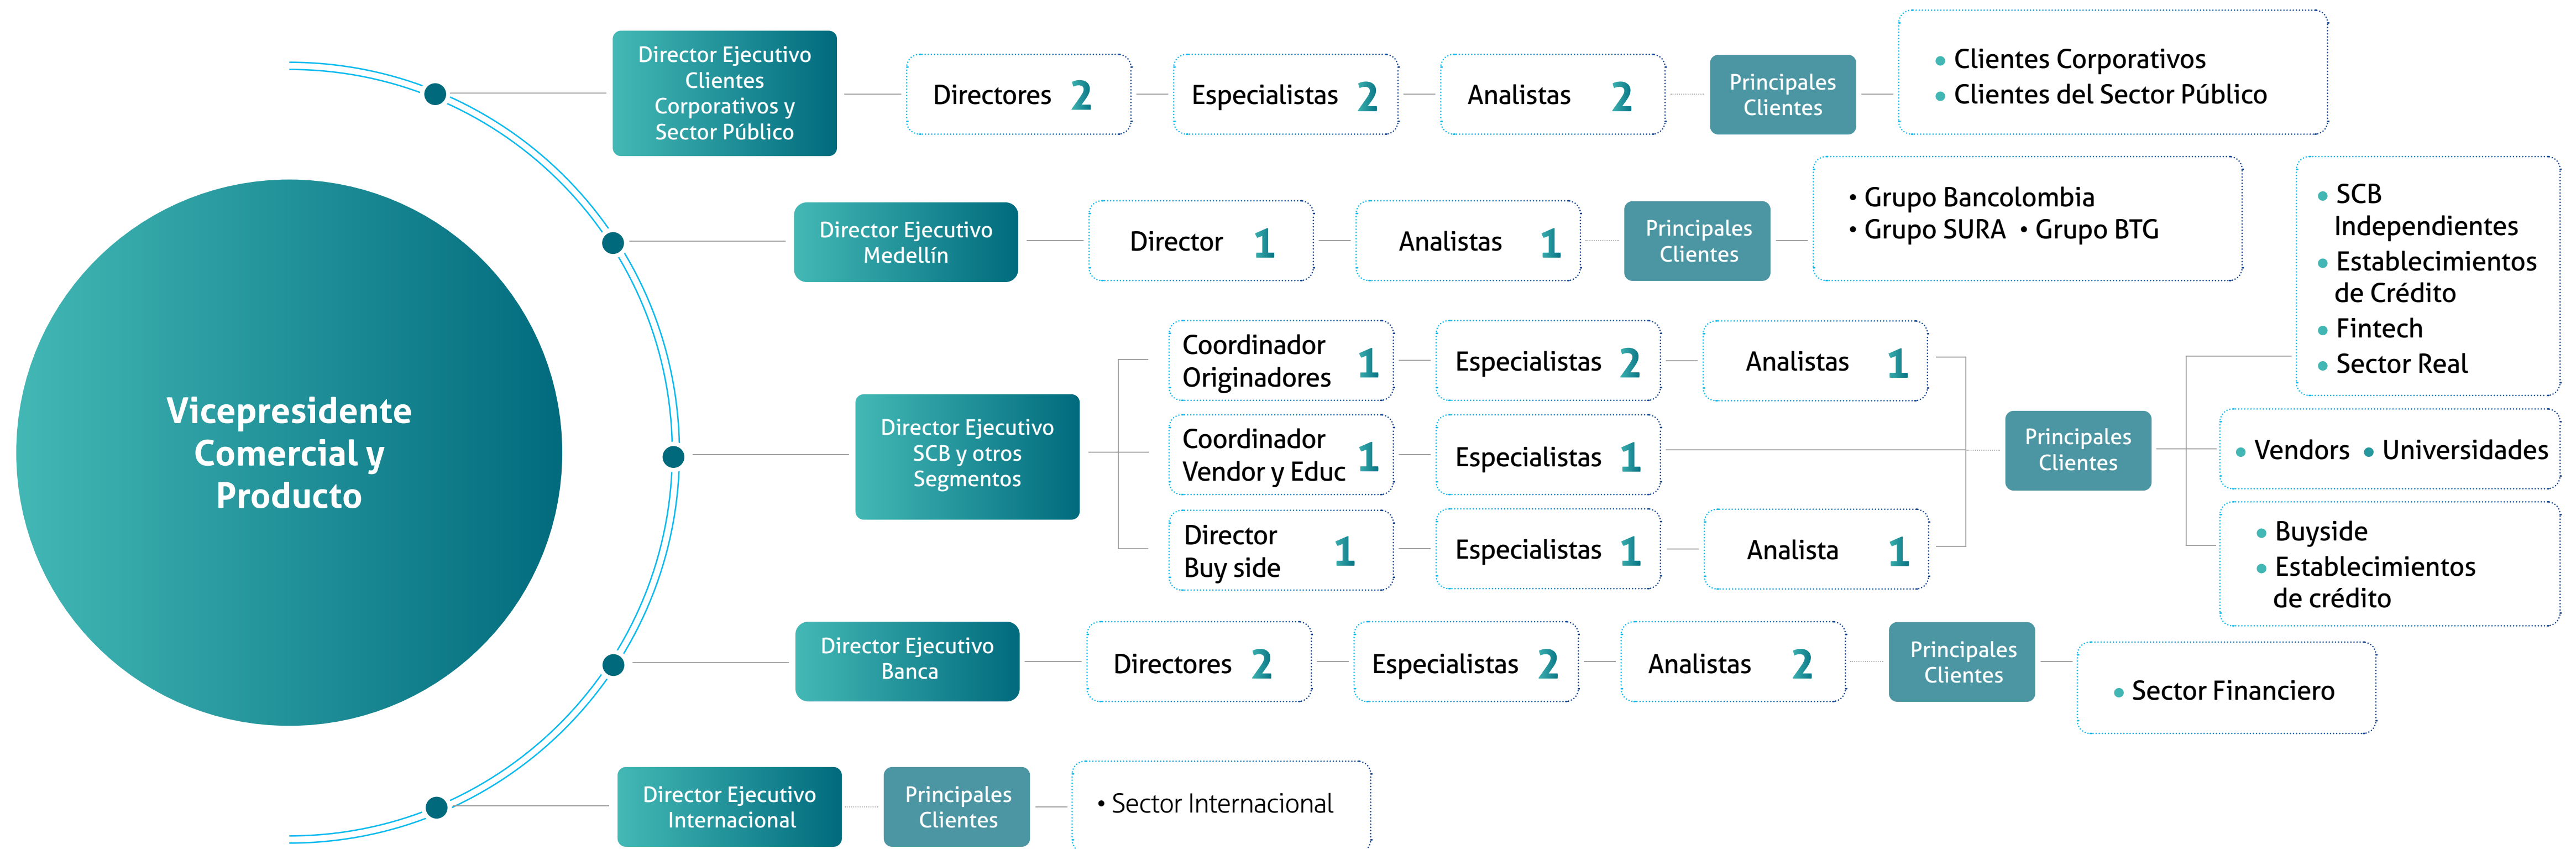 Vicepresidente
Comercial y
Producto
Director Ejecutivo
Clientes
Corporativos y
Sector Público
Directores 2
Especialistas 2
Analistas 2
Principales
Clientes
• Clientes Corporativos
• Clientes del Sector Público
Director Ejecutivo
Medellín
Director 1
Analistas 1
Principales
Clientes
• Grupo Bancolombia
• Grupo SURA • Grupo BTG
Director Ejecutivo
SCB y otros
Segmentos
Coordinador
Originadores 1
Especialistas 2
Analistas 1
Coordinador
Vendor y Educ 1
Especialistas 1
Director
Buy side 1
Especialistas 1
Analista 1
Principales
Clientes
• SCB
Independientes
• Establecimientos
de Crédito
• Fintech
• Sector Real
• Vendors • Universidades
• Buyside
• Establecimientos
de crédito
Director Ejecutivo
Banca
Directores 2
Especialistas 2
Analistas 2
Principales
Clientes
• Sector Financiero
Director Ejecutivo
Internacional
Principales
Clientes
• Sector Internacional